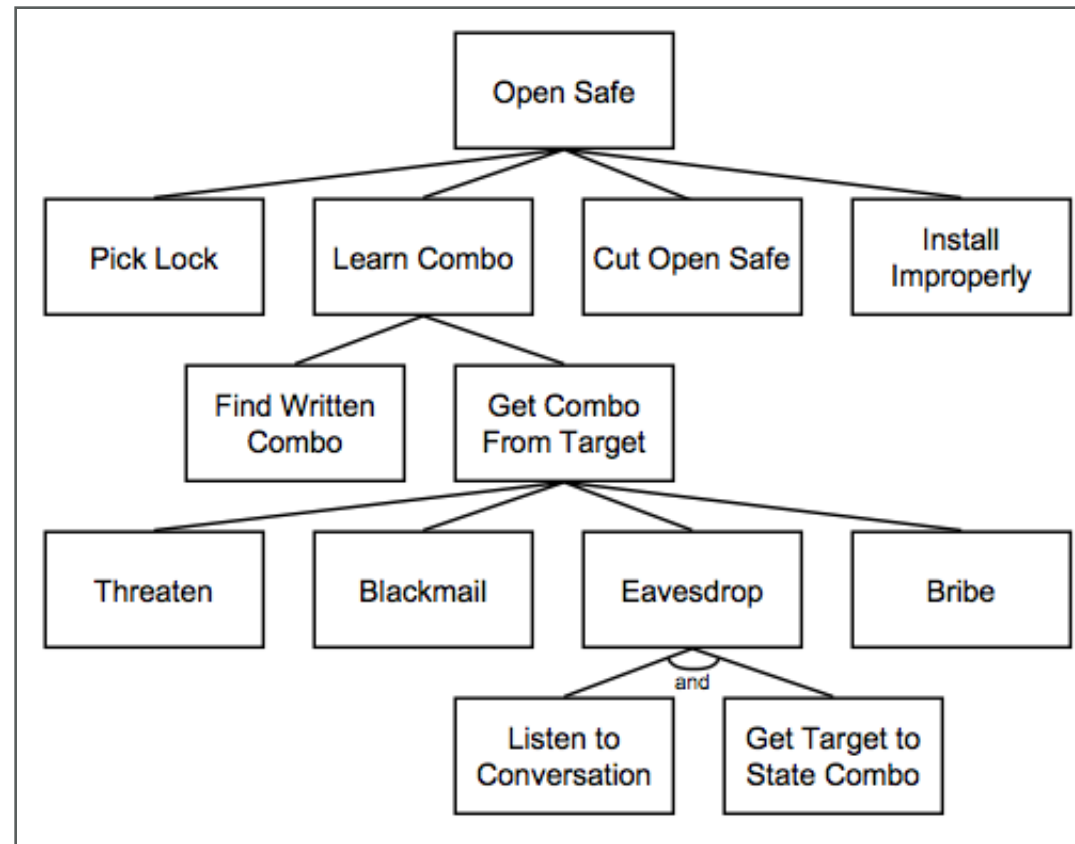 Open Safe
Pick Lock
Learn Combo
Cut Open Safe
Install
Improperly
Find Written
Combo
Get Combo
From Target
Threaten
Blackmail
Eavesdrop
Bribe
and
Listen to
Conversation
Get Target to
State Combo